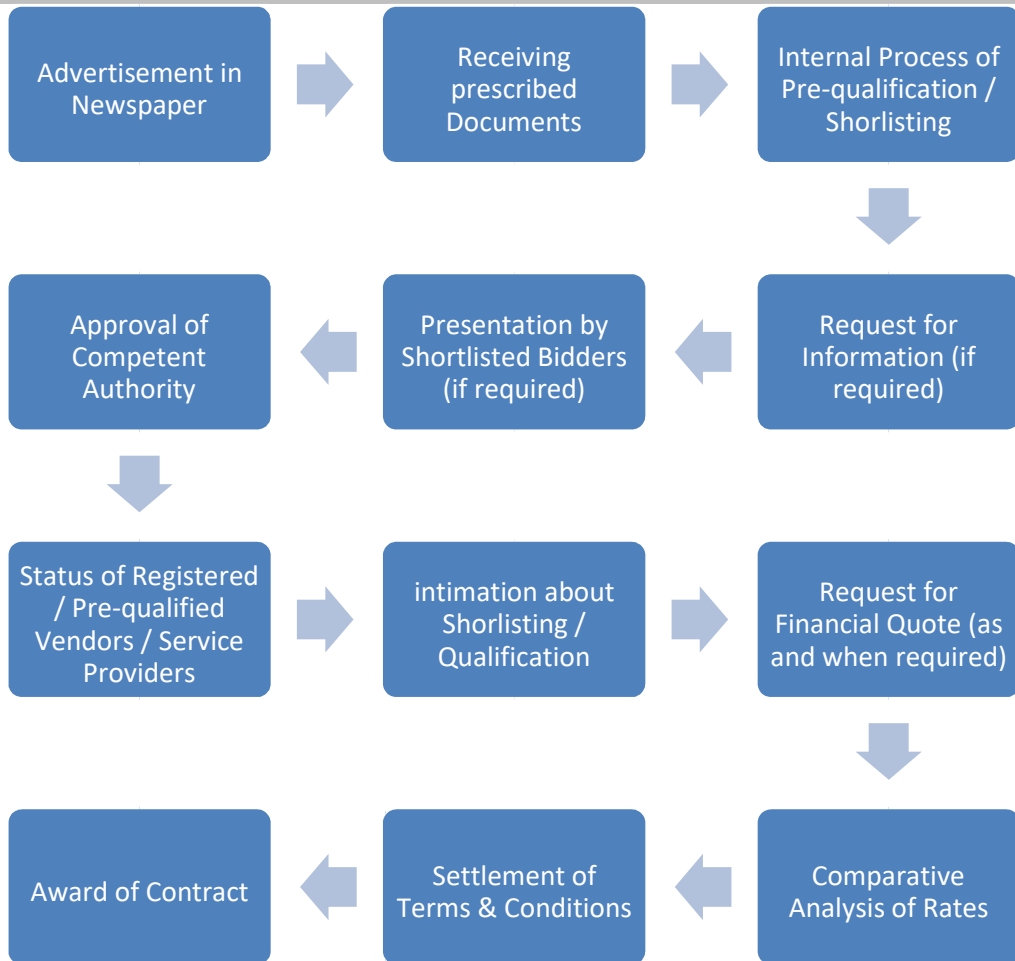 Advertisement in
Newspaper
Receiving
prescribed
Documents
Internal Process of
Pre-qualification /
Shorlisting
Request for
Information (if
required)
Presentation by
Shortlisted Bidders
(if required)
Approval of
Competent
Authority
Status of Registered
/ Pre-qualified
Vendors / Service
Providers
intimation about
Shorlisting /
Qualification
Request for
Financial Quote (as
and when required)
Comparative
Analysis of Rates
Settlement of
Terms & Conditions
Award of Contract